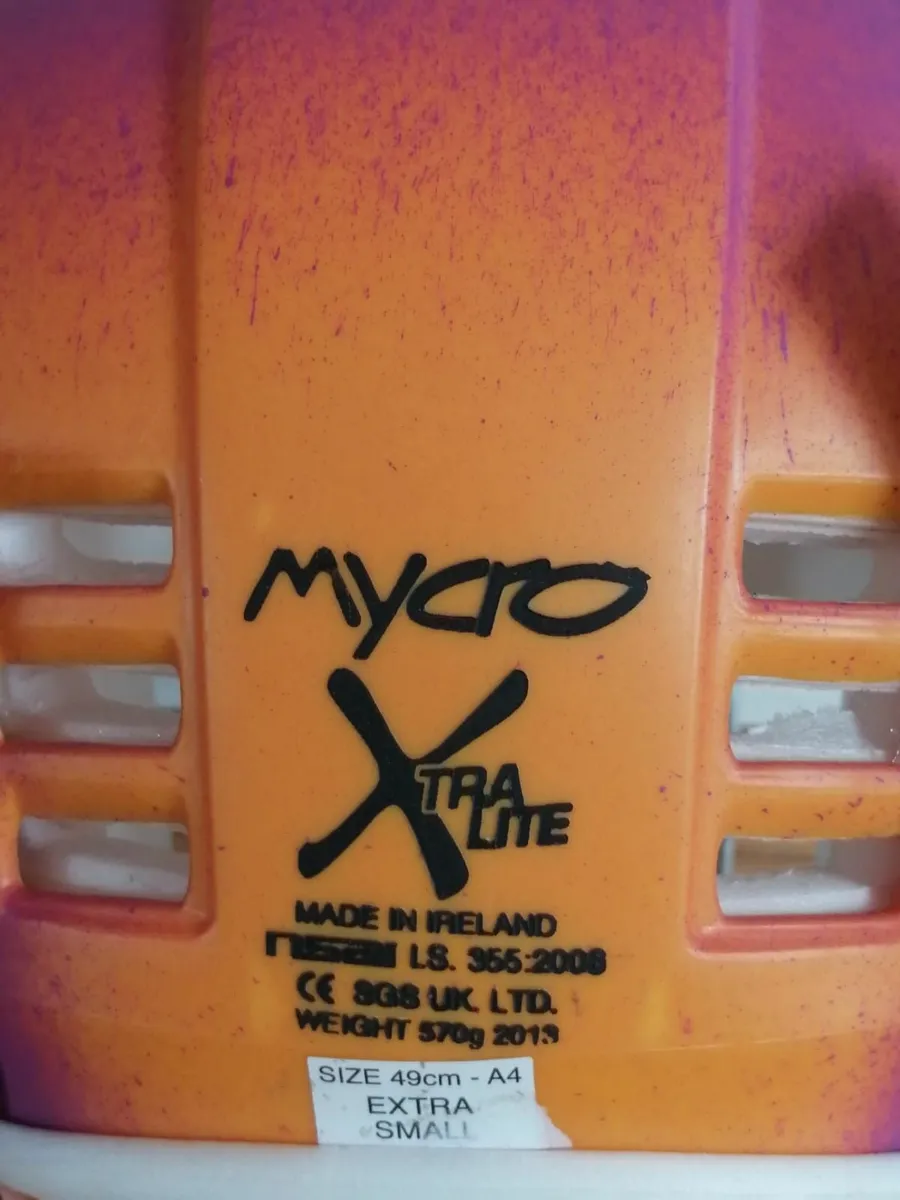 Mycro
XTRA
LITE
MADE IN IRELAND
nsai I.S. 355:2006
CE SGS UK. LTD.
WEIGHT 570g 2013
SIZE 49cm - A4
EXTRA
SMALL